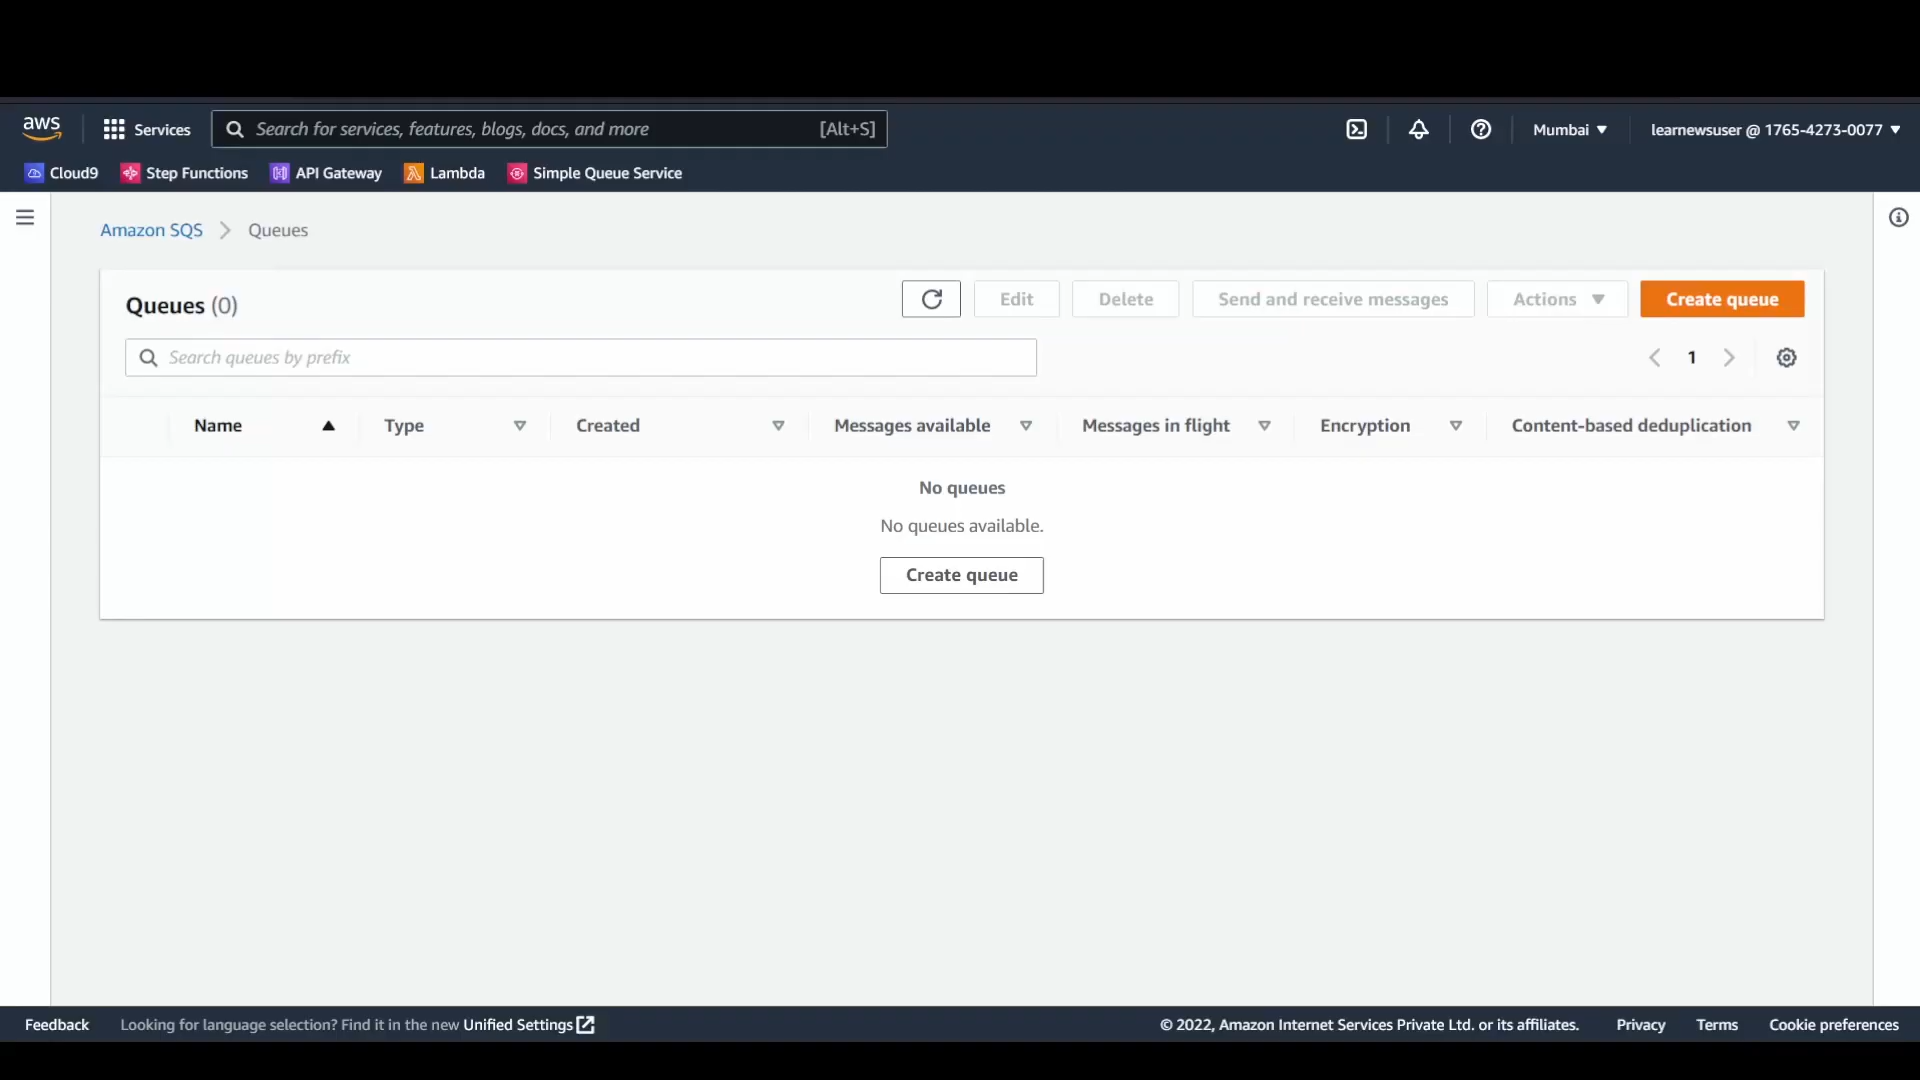 aws Services Search for services, features, blogs, docs, and more [Alt+S] Mumbai learnewsuser @ 1765-4273-0077
Cloud9 Step Functions API Gateway Lambda Simple Queue Service
Amazon SQS Queues
Queues (0) Edit Delete Send and receive messages Actions Create queue
Search queues by prefix 1
Name Type Created Messages available Messages in flight Encryption Content-based deduplication
No queues
No queues available.
Create queue
Feedback Looking for language selection? Find it in the new Unified Settings © 2022, Amazon Internet Services Private Ltd. or its affiliates. Privacy Terms Cookie preferences